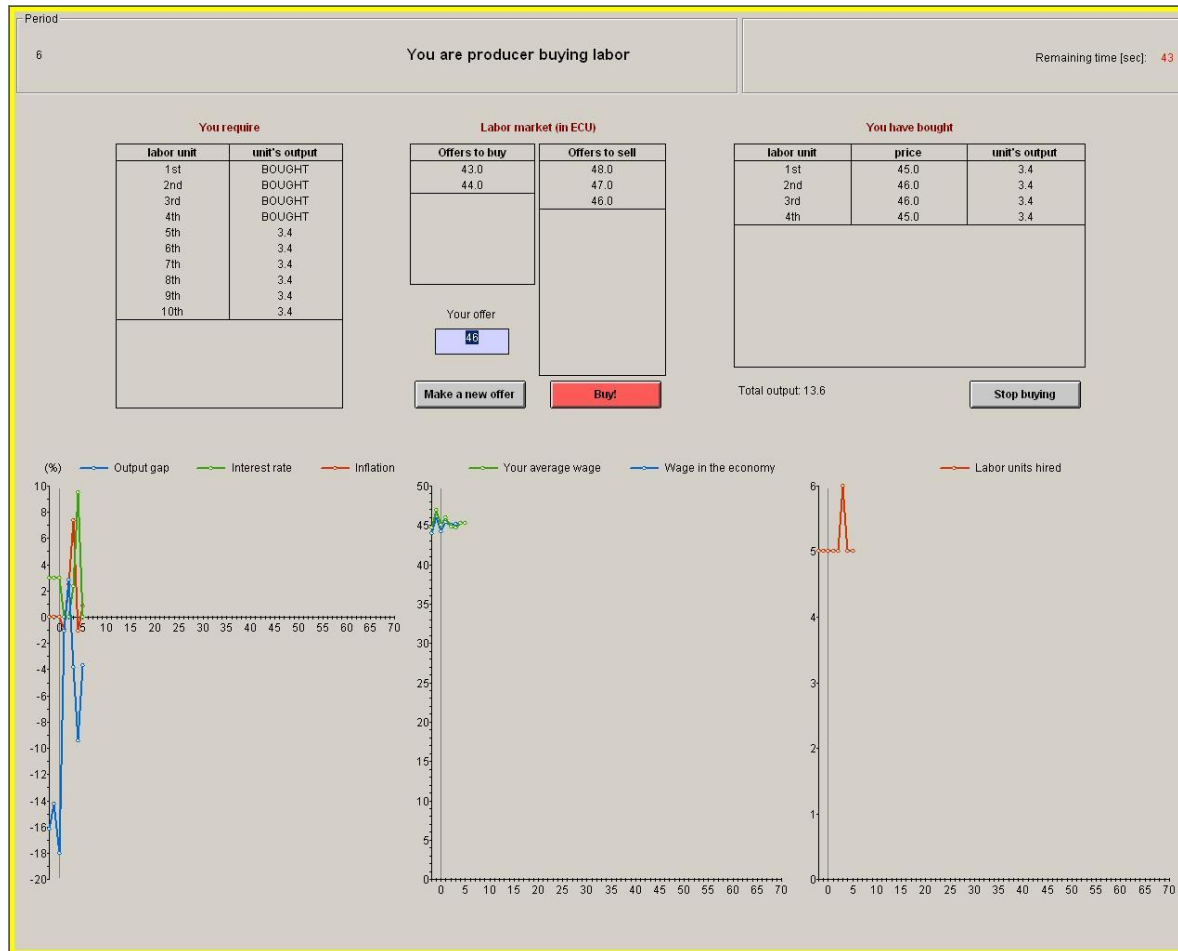 Period
6 You are producer buying labor Remaining time [sec]: 43
You require Labor market (in ECU) You have bought
labor unit unit's output Offers to buy Offers to sell labor unit price unit's output
1st BOUGHT 43.0 48.0 1st 45.0 3.4
2nd BOUGHT 44.0 47.0 2nd 46.0 3.4
3rd BOUGHT 46.0 3rd 46.0 3.4
4th BOUGHT 4th 45.0 3.4
5th 3.4
6th 3.4
7th 3.4
8th 3.4
9th 3.4
10th 3.4
Your offer
46
Make a new offer Buy! Total output: 13.6 Stop buying
(%) Output gap Interest rate Inflation Your average wage Wage in the economy Labor units hired
10
8
6
4
2
0
-2
-4
-6
-8
-10
-12
-14
-16
-18
-20
0 5 10 15 20 25 30 35 40 45 50 55 60 65 70
50
45
40
35
30
25
20
15
10
5
0
0 5 10 15 20 25 30 35 40 45 50 55 60 65 70
6
5
4
3
2
1
0
0 5 10 15 20 25 30 35 40 45 50 55 60 65 70